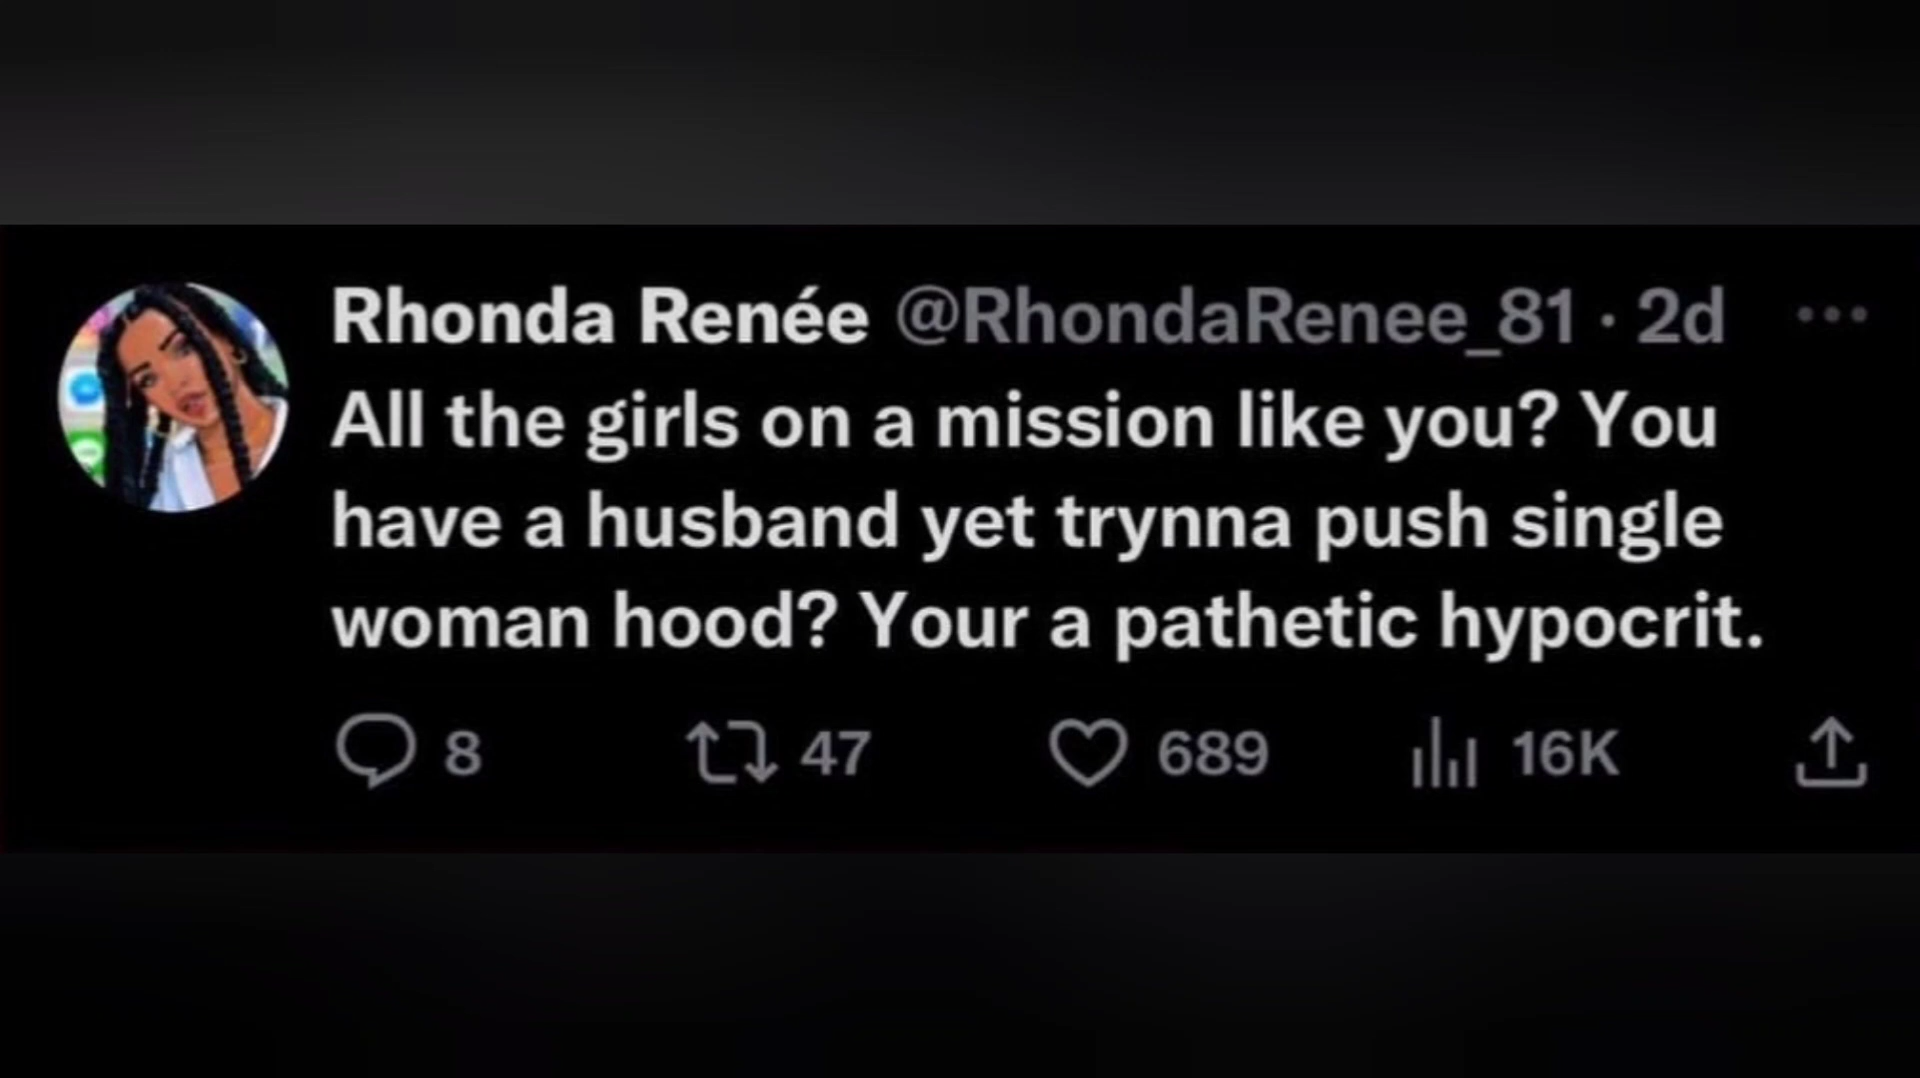 Rhonda Renée @RhondaRenee_81 · 2d
All the girls on a mission like you? You
have a husband yet trynna push single
woman hood? Your a pathetic hypocrit.
8 47 689 16K